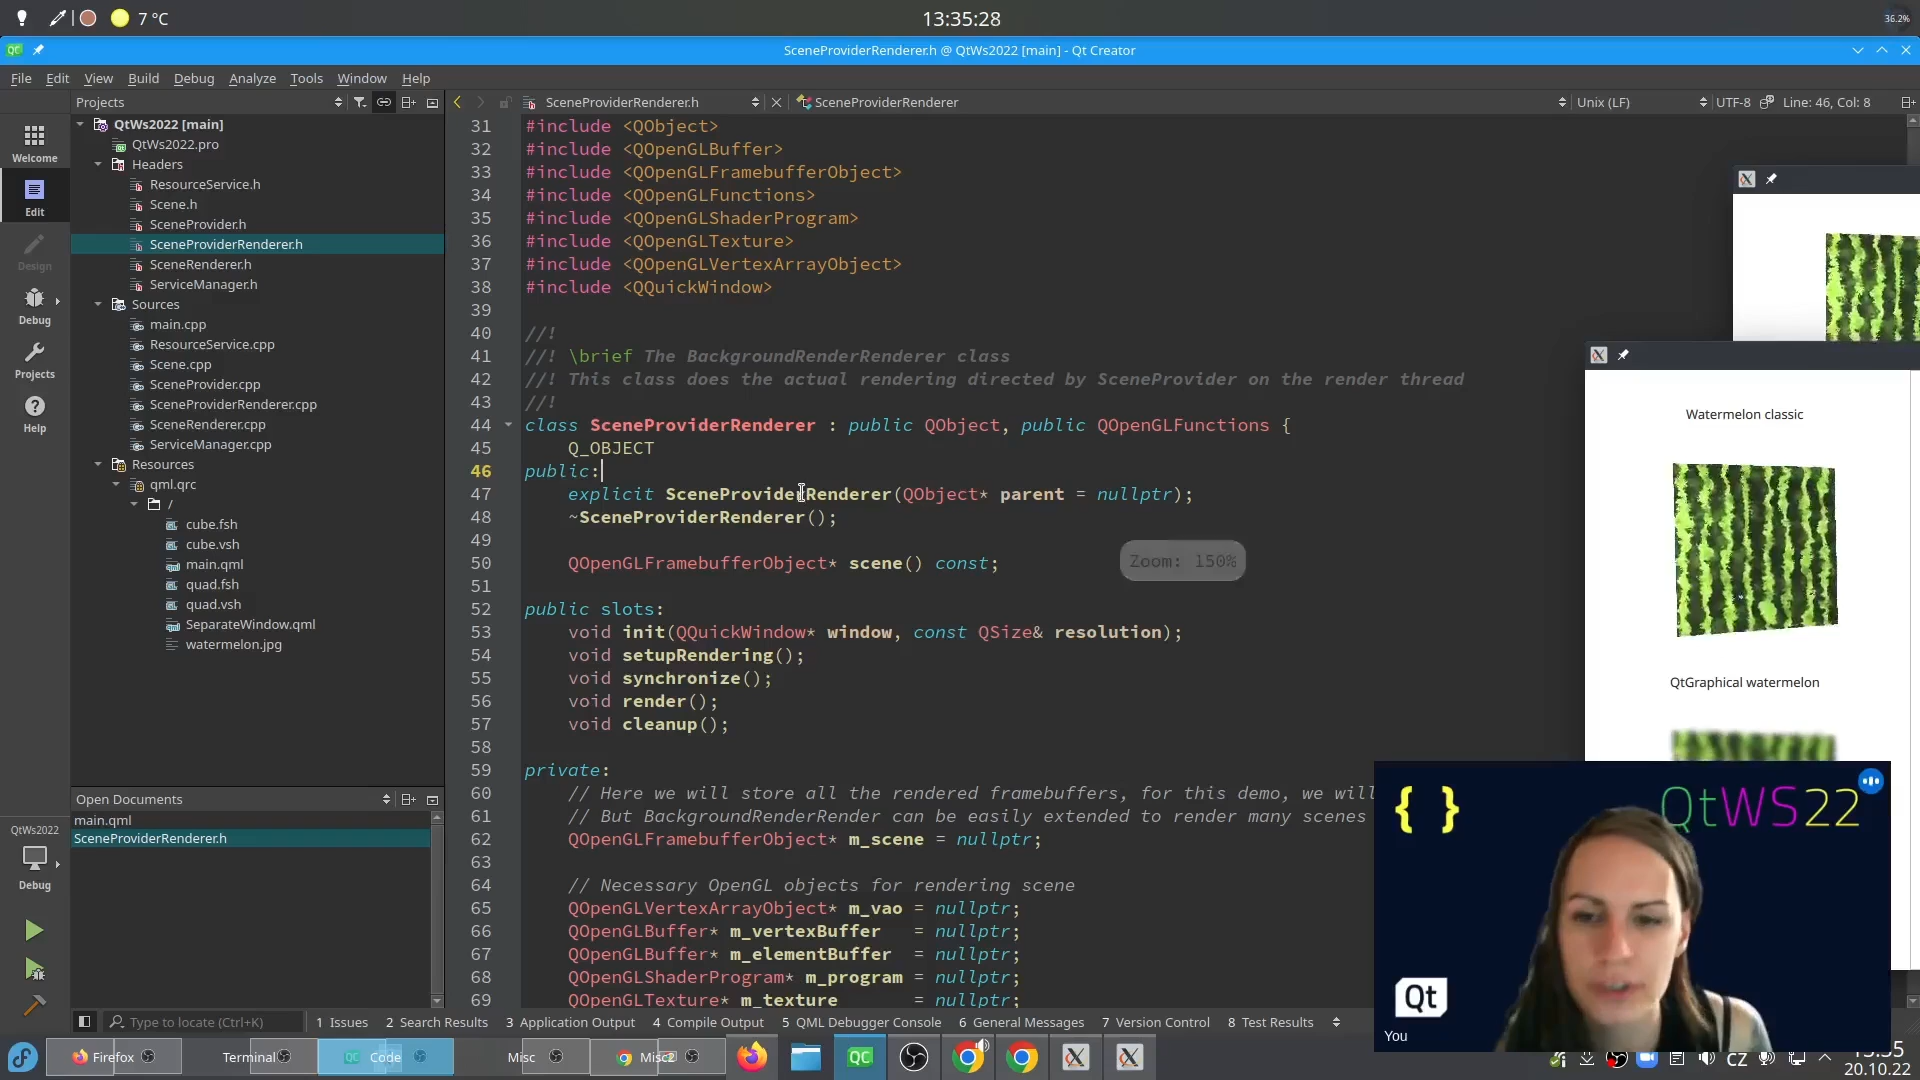 7 °C
13:35:28
36.2%
SceneProviderRenderer.h @ QtWs2022 [main] - Qt Creator
File Edit View Build Debug Analyze Tools Window Help
Projects
SceneProviderRenderer.h
SceneProviderRenderer
Unix (LF)
UTF-8
Line: 46, Col: 8
Welcome
Edit
Design
Debug
Projects
Help
QtWs2022
Debug
QtWs2022 [main]
QtWs2022.pro
Headers
ResourceService.h
Scene.h
SceneProvider.h
SceneProviderRenderer.h
SceneRenderer.h
ServiceManager.h
Sources
main.cpp
ResourceService.cpp
Scene.cpp
SceneProvider.cpp
SceneProviderRenderer.cpp
SceneRenderer.cpp
ServiceManager.cpp
Resources
qml.qrc
/
cube.fsh
cube.vsh
main.qml
quad.fsh
quad.vsh
SeparateWindow.qml
watermelon.jpg
Open Documents
main.qml
SceneProviderRenderer.h
31 #include <QObject>
32 #include <QOpenGLBuffer>
33 #include <QOpenGLFramebufferObject>
34 #include <QOpenGLFunctions>
35 #include <QOpenGLShaderProgram>
36 #include <QOpenGLTexture>
37 #include <QOpenGLVertexArrayObject>
38 #include <QQuickWindow>
39
40 //!
41 //! \brief The BackgroundRenderRenderer class
42 //! This class does the actual rendering directed by SceneProvider on the render thread
43 //!
44 class SceneProviderRenderer : public QObject, public QOpenGLFunctions {
45 Q_OBJECT
46 public:
47 explicit SceneProviderRenderer(QObject* parent = nullptr);
48 ~SceneProviderRenderer();
49
50 QOpenGLFramebufferObject* scene() const;
51
52 public slots:
53 void init(QQuickWindow* window, const QSize& resolution);
54 void setupRendering();
55 void synchronize();
56 void render();
57 void cleanup();
58
59 private:
60 // Here we will store all the rendered framebuffers, for this demo, we will
61 // But BackgroundRenderRender can be easily extended to render many scenes
62 QOpenGLFramebufferObject* m_scene = nullptr;
63
64 // Necessary OpenGL objects for rendering scene
65 QOpenGLVertexArrayObject* m_vao = nullptr;
66 QOpenGLBuffer* m_vertexBuffer = nullptr;
67 QOpenGLBuffer* m_elementBuffer = nullptr;
68 QOpenGLShaderProgram* m_program = nullptr;
69 QOpenGLTexture* m_texture = nullptr;
Zoom: 150%
Watermelon classic
QtGraphical watermelon
{ } QtWS22
Qt
You
Type to locate (Ctrl+K)
1 Issues 2 Search Results 3 Application Output 4 Compile Output 5 QML Debugger Console 6 General Messages 7 Version Control 8 Test Results
Firefox
Terminal
QC Code
Misc
QC
CZ
20.10.22